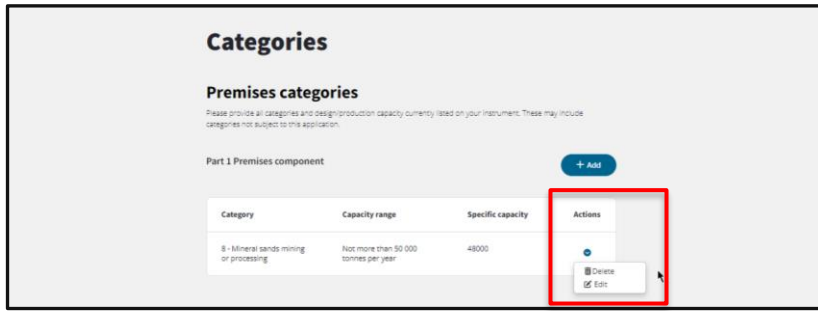 Categories
Premises categories
Please provide all categories and design/production capacity currently listed on your instrument. These may include
categories not subject to this application.
Part 1 Premises component
+ Add
Category Capacity range Specific capacity Actions
8 - Mineral sands mining Not more than 50 000 48000
or processing tonnes per year
Delete
Edit